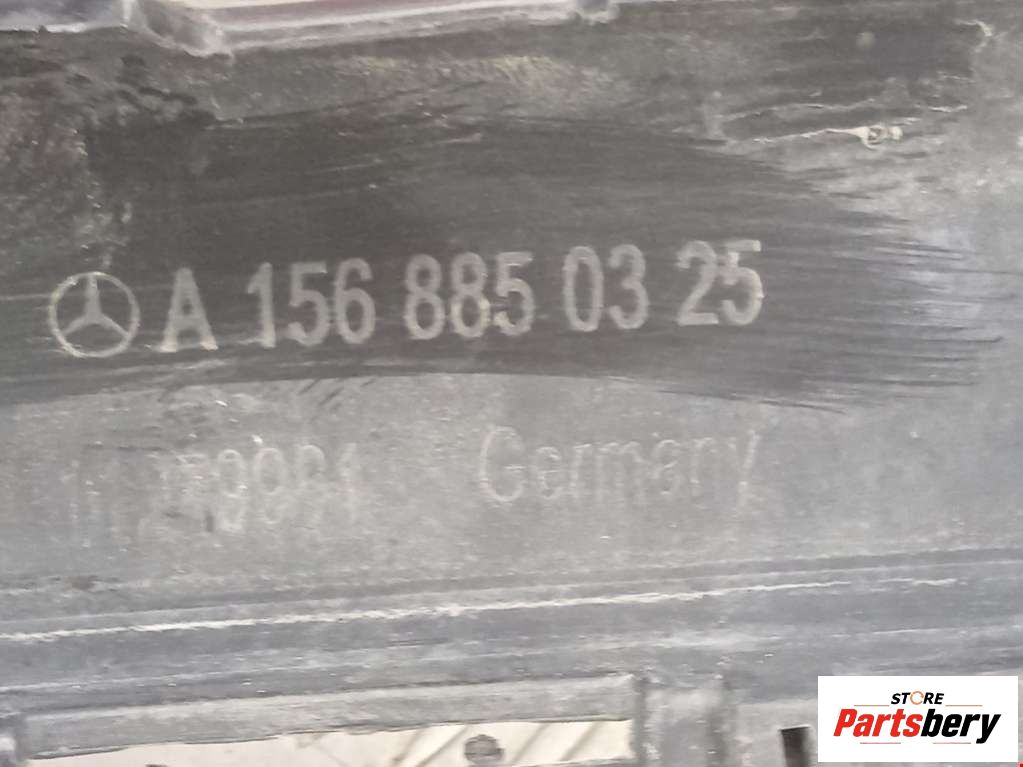 A 156 885 03 25
Germany
STORE
Partsbery